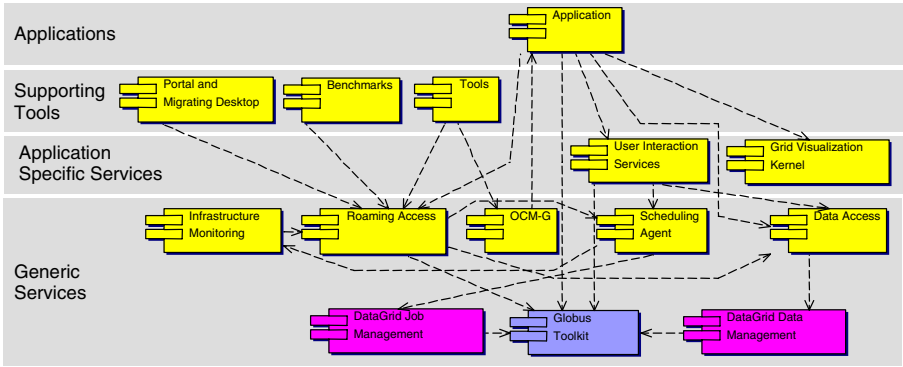 Applications
Application
Supporting
Tools
Portal and
Migrating Desktop
Benchmarks
Tools
Application
Specific Services
User Interaction
Services
Grid Visualization
Kernel
Generic
Services
Infrastructure
Monitoring
Roaming Access
OCM-G
Scheduling
Agent
Data Access
DataGrid Job
Management
Globus
Toolkit
DataGrid Data
Management